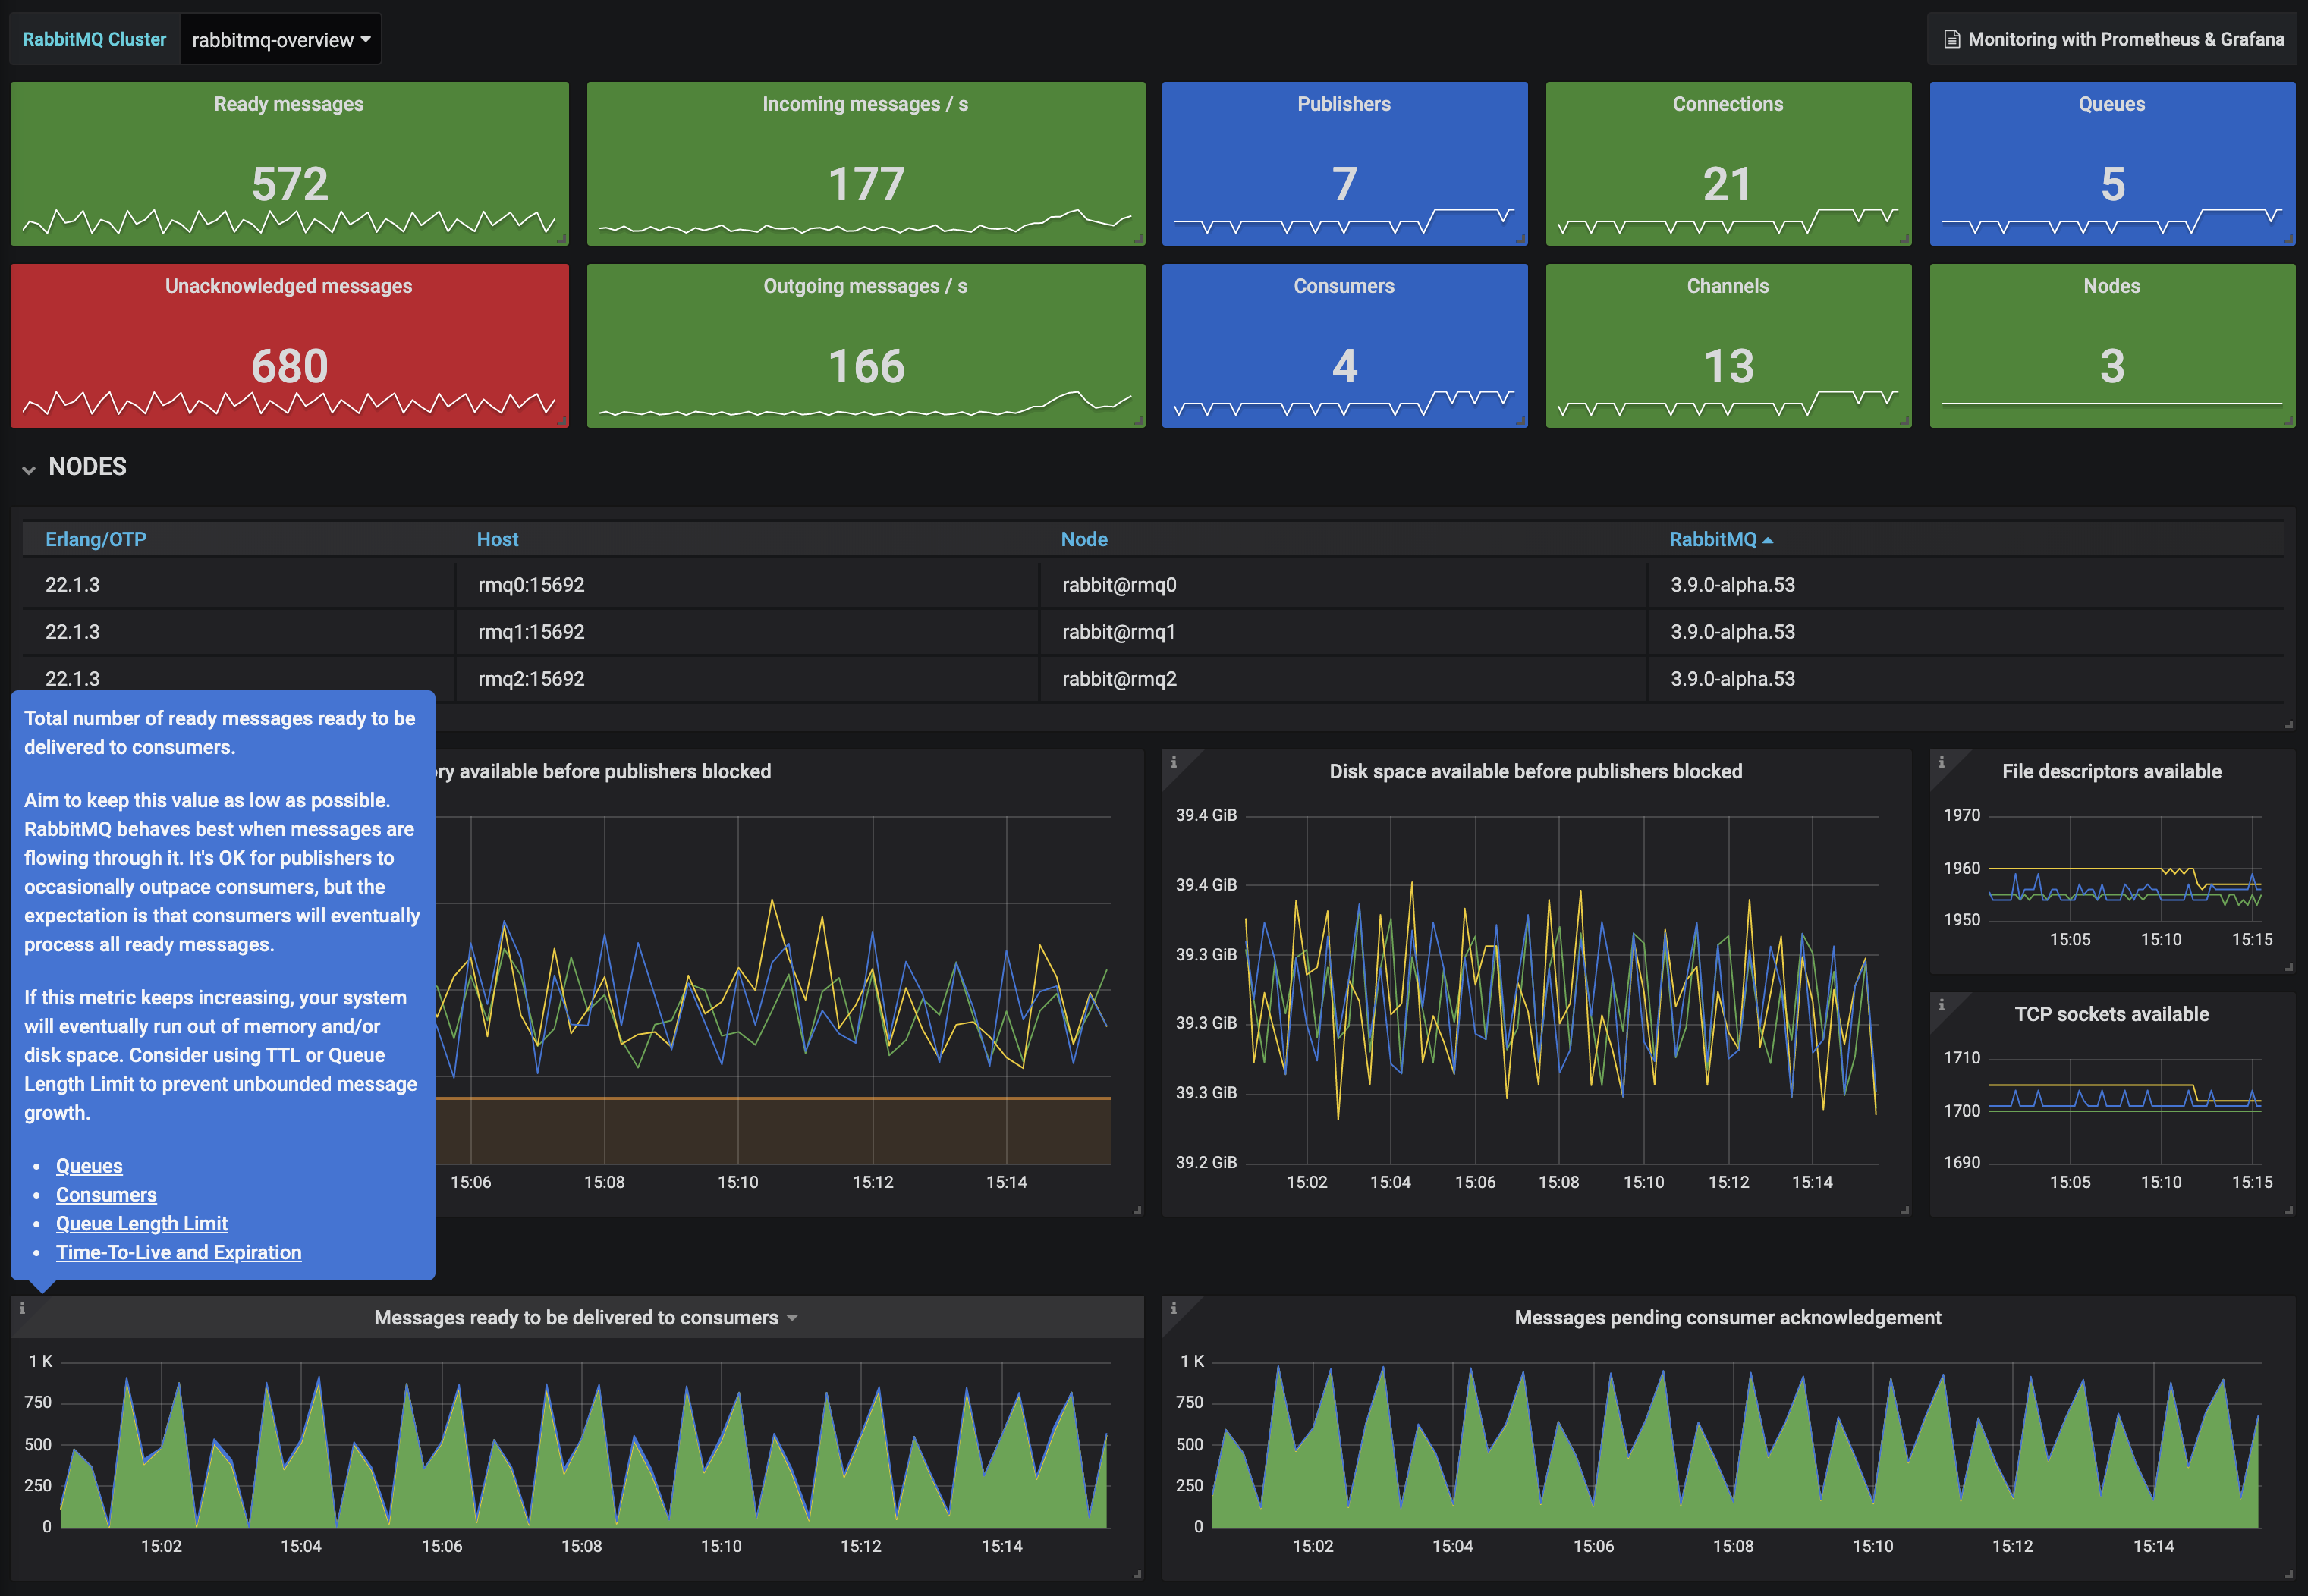 RabbitMQ Cluster
rabbitmq-overview
Monitoring with Prometheus & Grafana
Ready messages
572
Incoming messages / s
177
Publishers
7
Connections
21
Queues
5
Unacknowledged messages
680
Outgoing messages / s
166
Consumers
4
Channels
13
Nodes
3
NODES
Erlang/OTP Host Node RabbitMQ
22.1.3 rmq0:15692 rabbit@rmq0 3.9.0-alpha.53
22.1.3 rmq1:15692 rabbit@rmq1 3.9.0-alpha.53
22.1.3 rmq2:15692 rabbit@rmq2 3.9.0-alpha.53
Total number of ready messages ready to be
delivered to consumers.
Aim to keep this value as low as possible.
RabbitMQ behaves best when messages are
flowing through it. It's OK for publishers to
occasionally outpace consumers, but the
expectation is that consumers will eventually
process all ready messages.
If this metric keeps increasing, your system
will eventually run out of memory and/or
disk space. Consider using TTL or Queue
Length Limit to prevent unbounded message
growth.
• Queues
• Consumers
• Queue Length Limit
• Time-To-Live and Expiration
ry available before publishers blocked
15:06 15:08 15:10 15:12 15:14
Disk space available before publishers blocked
39.4 GiB
39.4 GiB
39.3 GiB
39.3 GiB
39.3 GiB
39.2 GiB
15:02 15:04 15:06 15:08 15:10 15:12 15:14
File descriptors available
1970
1960
1950
15:05 15:10 15:15
TCP sockets available
1710
1700
1690
15:05 15:10 15:15
Messages ready to be delivered to consumers
1 K
750
500
250
0
15:02 15:04 15:06 15:08 15:10 15:12 15:14
Messages pending consumer acknowledgement
1 K
750
500
250
0
15:02 15:04 15:06 15:08 15:10 15:12 15:14